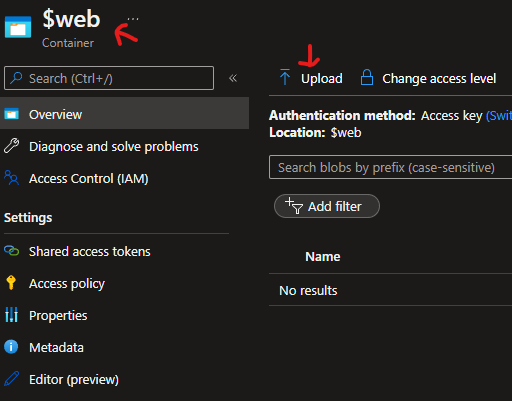 $web ...
Container
Search (Ctrl+/) «
Overview
Diagnose and solve problems
Access Control (IAM)
Settings
Shared access tokens
Access policy
Properties
Metadata
Editor (preview)
Upload Change access level
Authentication method: Access key (Swit
Location: $web
Search blobs by prefix (case-sensitive)
Add filter
Name
No results